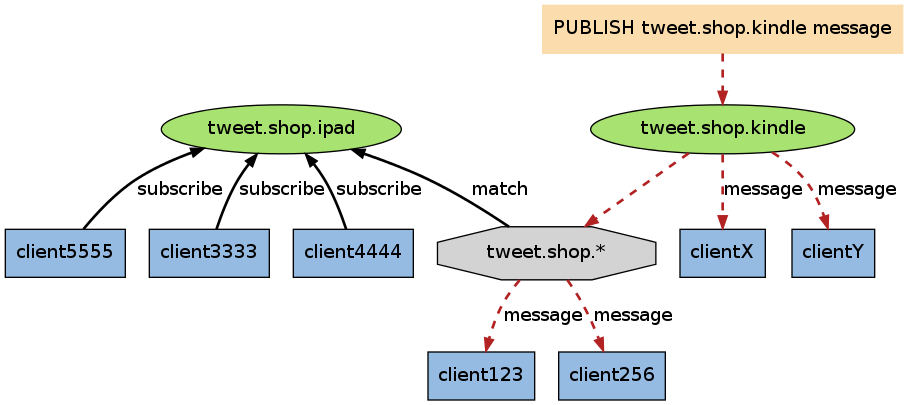 PUBLISH tweet.shop.kindle message
tweet.shop.ipad
tweet.shop.kindle
subscribe
subscribe
subscribe
match
message
message
client5555
client3333
client4444
tweet.shop.*
clientX
clientY
message
message
client123
client256